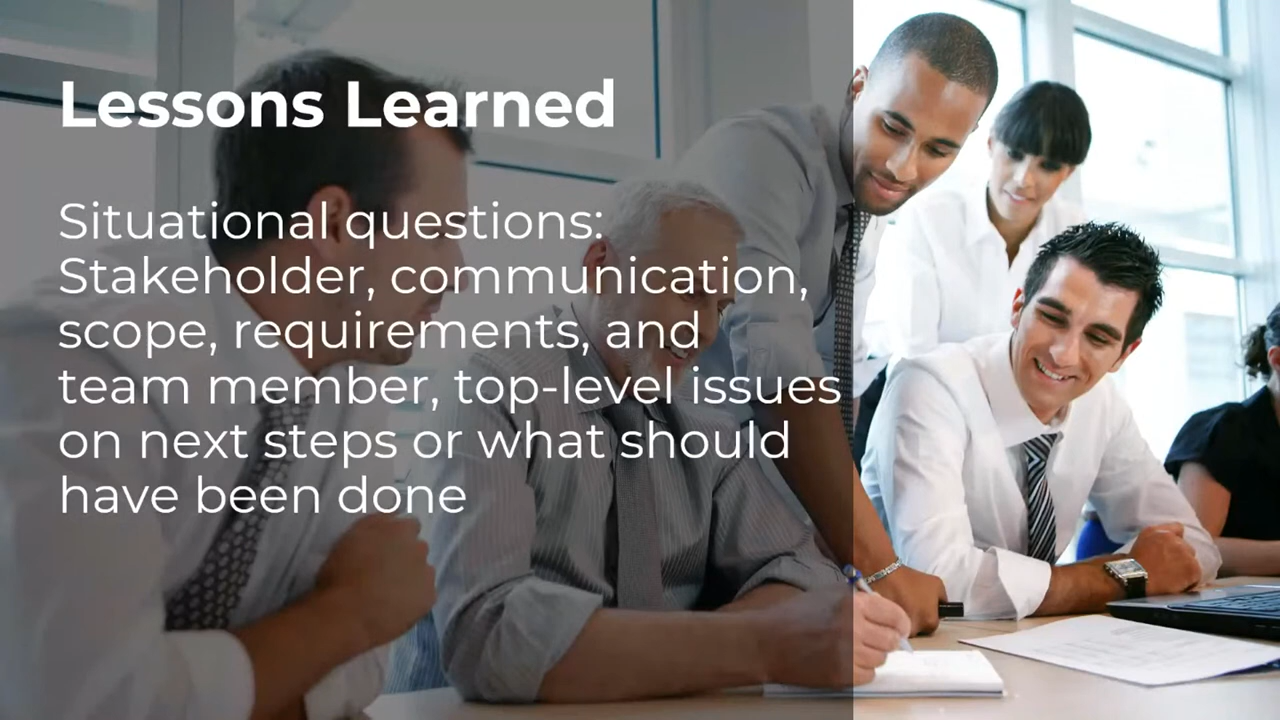 Lessons Learned
Situational questions:
Stakeholder, communication,
scope, requirements, and
team member, top-level issues
on next steps or what should
have been done